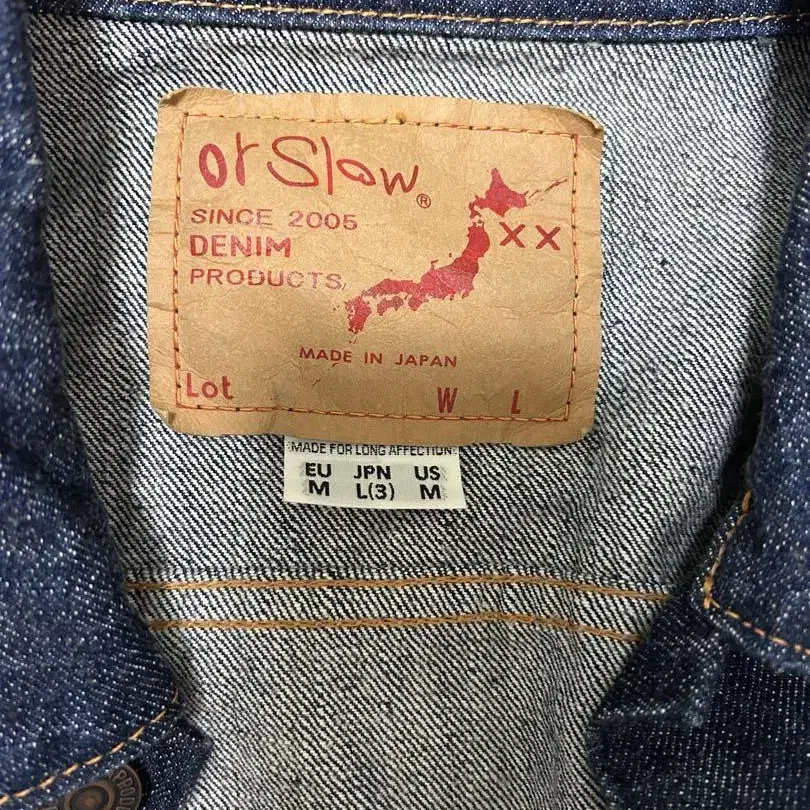 orSlow®
SINCE 2005
DENIM
PRODUCTS,
XX
MADE IN JAPAN
Lot W L
MADE FOR LONG AFFECTION
EU JPN US
M L(3) M